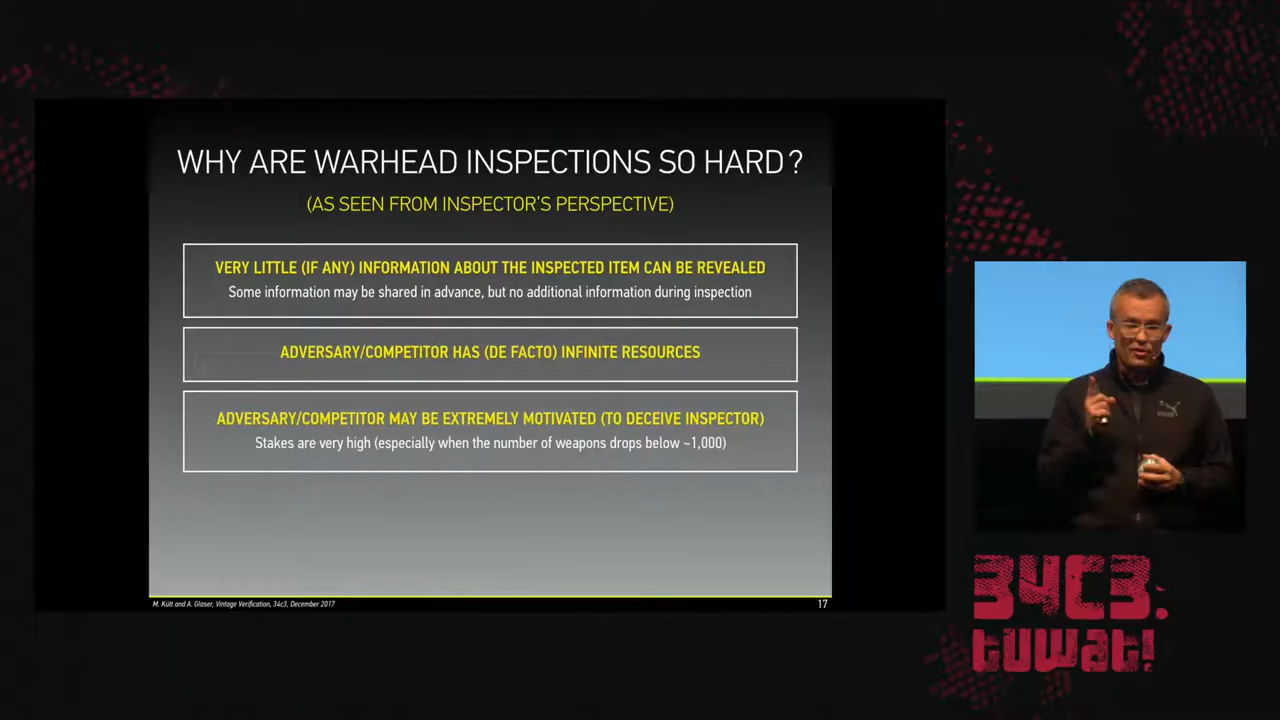 WHY ARE WARHEAD INSPECTIONS SO HARD?
(AS SEEN FROM INSPECTOR'S PERSPECTIVE)
VERY LITTLE (IF ANY) INFORMATION ABOUT THE INSPECTED ITEM CAN BE REVEALED
Some information may be shared in advance, but no additional information during inspection
ADVERSARY/COMPETITOR HAS (DE FACTO) INFINITE RESOURCES
ADVERSARY/COMPETITOR MAY BE EXTREMELY MOTIVATED (TO DECEIVE INSPECTOR)
Stakes are very high (especially when the number of weapons drops below ~1,000)
M. Kütt and A. Glaser, Vintage Verification, 34c3, December 2017
17
34C3.
tuwat!